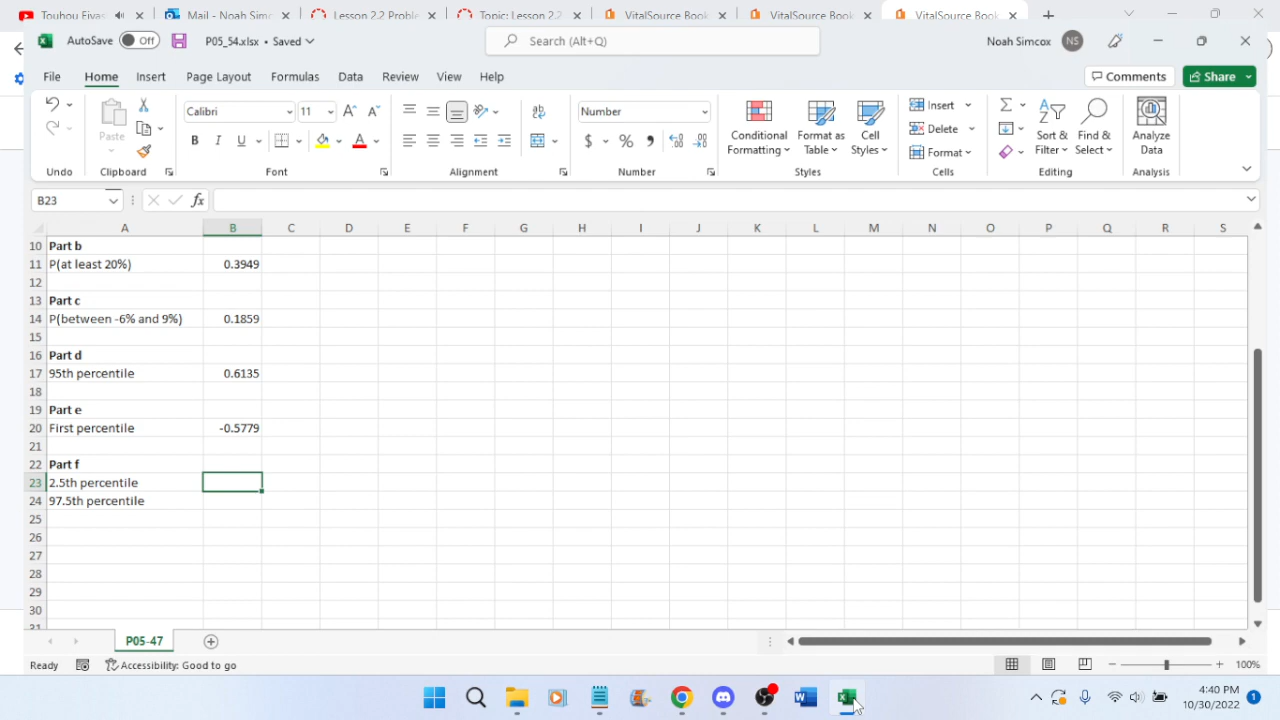 Touhou Fivas
Mail - Noah Sim
Lesson 2.2 Proble
Topic: Lesson 2.2
VitalSource Book
VitalSource Book
VitalSource Book
AutoSave Off P05_54.xlsx • Saved
Search (Alt+Q)
Noah Simcox NS
File Home Insert Page Layout Formulas Data Review View Help
Comments Share
Calibri 11
Number
Paste
B I U
$ % ,
Conditional Formatting
Format as Table
Cell Styles
Insert
Delete
Format
Sort & Filter
Find & Select
Analyze Data
Undo Clipboard Font Alignment Number Styles Cells Editing Analysis
B23 fx
A B C D E F G H I J K L M N O P Q R S
10 Part b
11 P(at least 20%) 0.3949
12
13 Part c
14 P(between -6% and 9%) 0.1859
15
16 Part d
17 95th percentile 0.6135
18
19 Part e
20 First percentile -0.5779
21
22 Part f
23 2.5th percentile
24 97.5th percentile
25
26
27
28
29
30
31
P05-47
Ready Accessibility: Good to go 100%
4:40 PM
10/30/2022
1